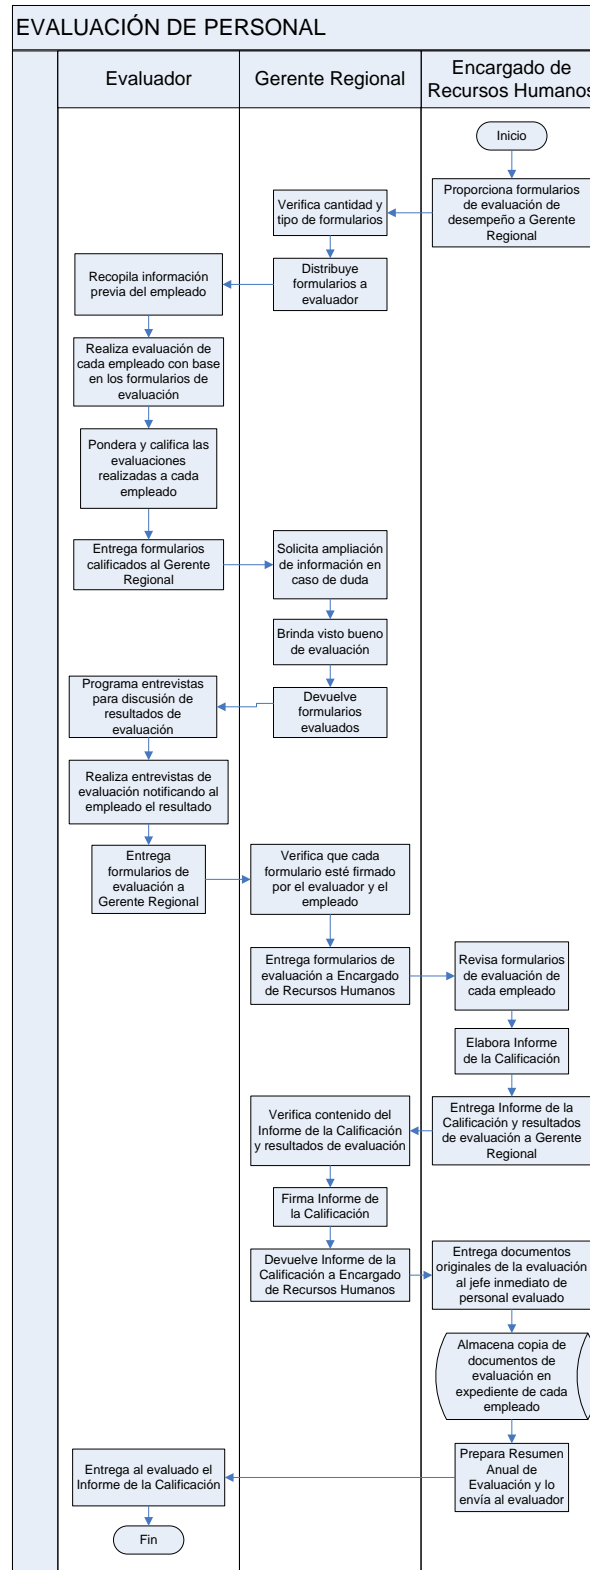 EVALUACIÓN DE PERSONAL
Evaluador
Gerente Regional
Encargado de
Recursos Humanos
Inicio
Proporciona formularios
de evaluación de
desempeño a Gerente
Regional
Verifica cantidad y
tipo de formularios
Distribuye
formularios a
evaluador
Recopila información
previa del empleado
Realiza evaluación de
cada empleado con base
en los formularios de
evaluación
Pondera y califica las
evaluaciones
realizadas a cada
empleado
Entrega formularios
calificados al Gerente
Regional
Solicita ampliación
de información en
caso de duda
Brinda visto bueno
de evaluación
Devuelve
formularios
evaluados
Programa entrevistas
para discusión de
resultados de
evaluación
Realiza entrevistas de
evaluación notificando al
empleado el resultado
Entrega
formularios de
evaluación a
Gerente Regional
Verifica que cada
formulario esté firmado
por el evaluador y el
empleado
Entrega formularios de
evaluación a Encargado
de Recursos Humanos
Revisa formularios
de evaluación de
cada empleado
Elabora Informe
de la Calificación
Entrega Informe de la
Calificación y resultados
de evaluación a Gerente
Regional
Verifica contenido del
Informe de la Calificación
y resultados de evaluación
Firma Informe de
la Calificación
Devuelve Informe de la
Calificación a Encargado
de Recursos Humanos
Entrega documentos
originales de la evaluación
al jefe inmediato de
personal evaluado
Almacena copia de
documentos de
evaluación en
expediente de cada
empleado
Prepara Resumen
Anual de
Evaluación y lo
envía al evaluador
Entrega al evaluado el
Informe de la Calificación
Fin